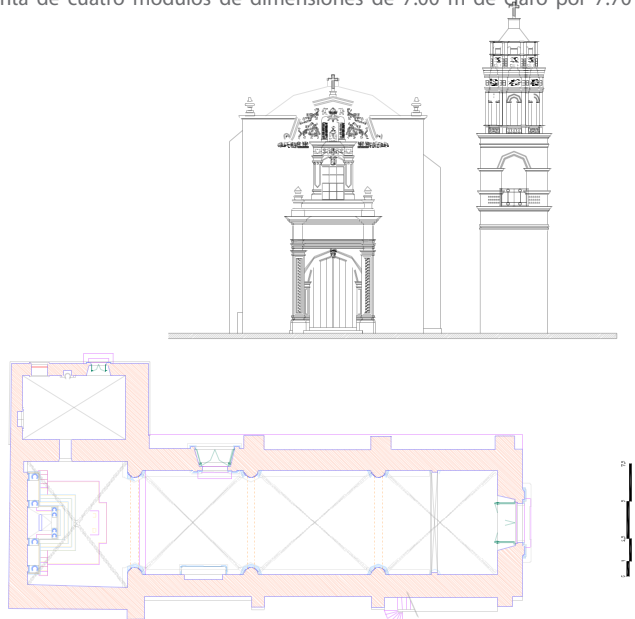 nta de cuatro módulos de dimensiones de 7.00 m de claro por 7.70